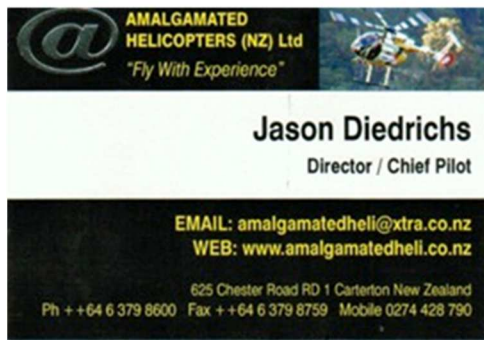 @
AMALGAMATED
HELICOPTERS (NZ) Ltd
"Fly With Experience"
Jason Diedrichs
Director / Chief Pilot
EMAIL: amalgamatedheli@xtra.co.nz
WEB: www.amalgamatedheli.co.nz
625 Chester Road RD 1 Carterton New Zealand
Ph ++64 6 379 8600 Fax ++64 6 379 8759 Mobile 0274 428 790